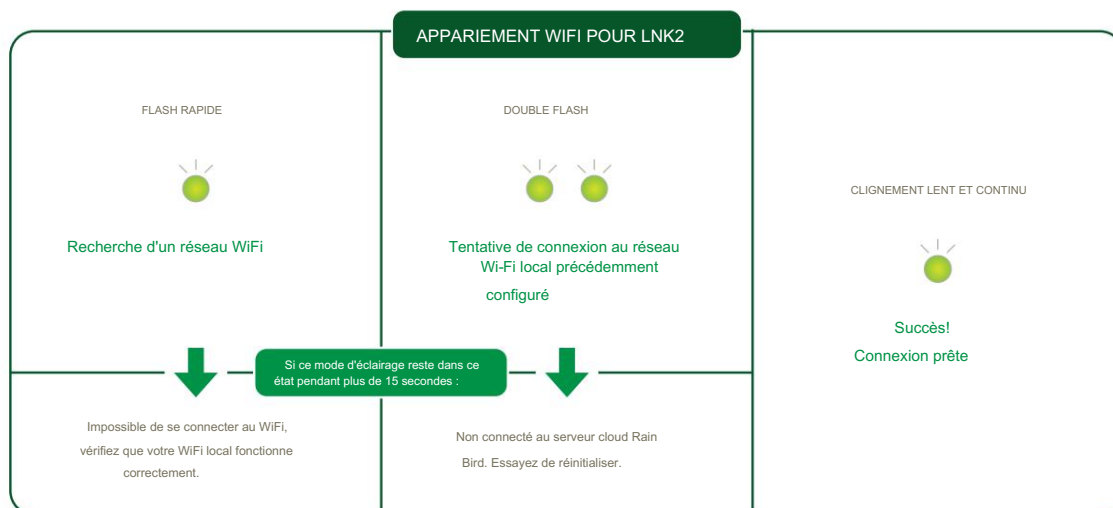 APPARIEMENT WIFI POUR LNK2
FLASH RAPIDE
Recherche d'un réseau WiFi
DOUBLE FLASH
Tentative de connexion au réseau
Wi-Fi local précédemment
configuré
CLIGNEMENT LENT ET CONTINU
Succès!
Connexion prête
Si ce mode d'éclairage reste dans ce
état pendant plus de 15 secondes :
Impossible de se connecter au WiFi,
vérifiez que votre WiFi local fonctionne
correctement.
Non connecté au serveur cloud Rain
Bird. Essayez de réinitialiser.